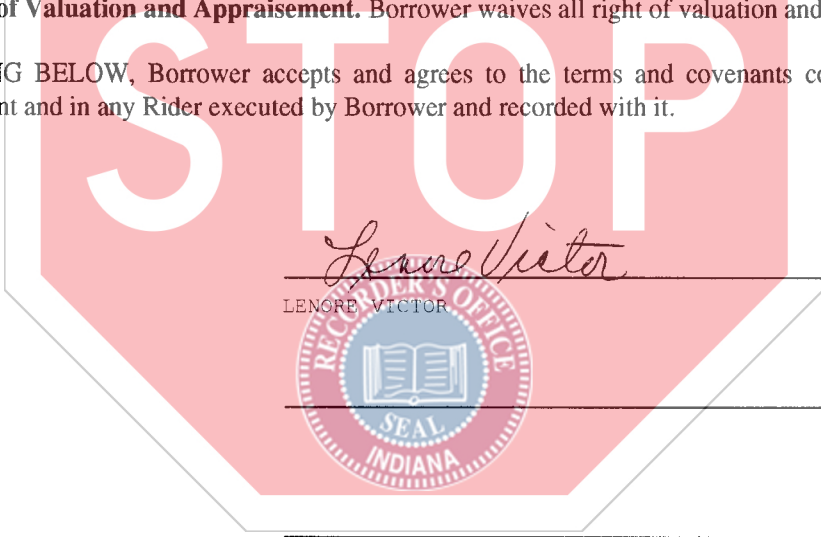 of Valuation and Appraisement. Borrower waives all right of valuation and
G BELOW, Borrower accepts and agrees to the terms and covenants co
nt and in any Rider executed by Borrower and recorded with it.
STOP
Lenore Victor
LENORE VICTOR
RECORDER'S OFFICE
SEAL
INDIANA